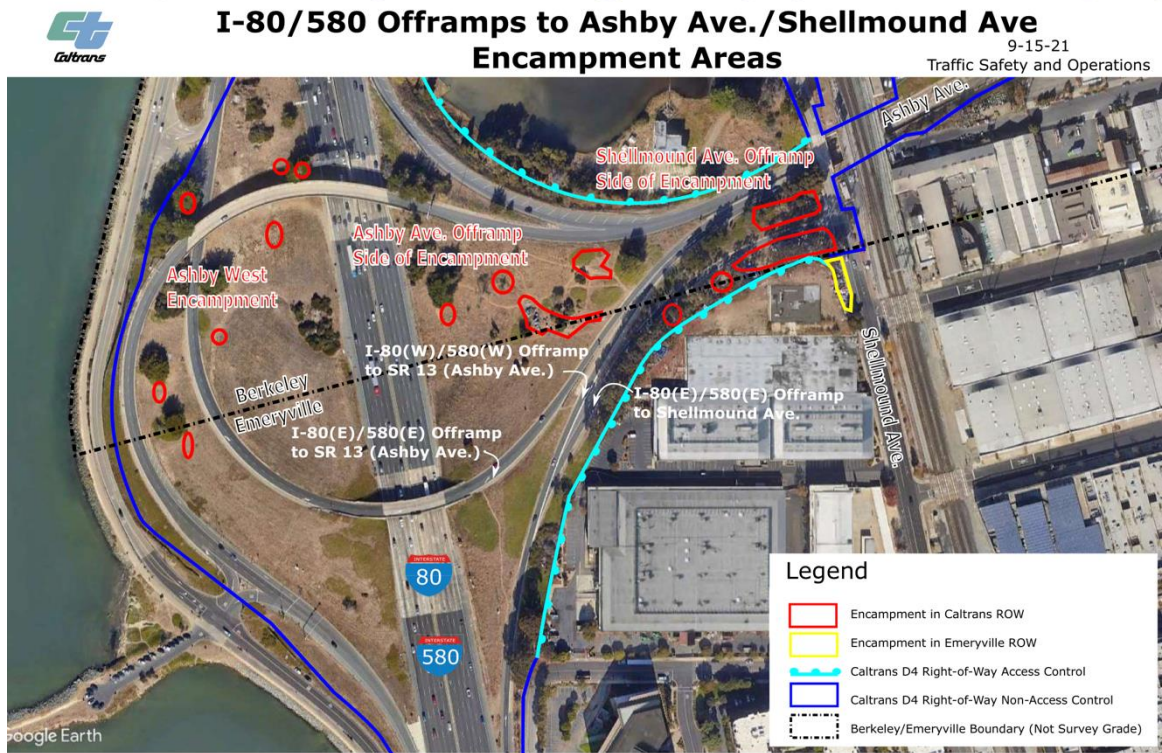 I-80/580 Offramps to Ashby Ave./Shellmound Ave
Encampment Areas
Caltrans
9-15-21
Traffic Safety and Operations
Ashby Ave.
Shellmound Ave. Offramp
Side of Encampment
Ashby Ave. Offramp
Side of Encampment
Ashby West
Encampment
I-80(W)/580(W) Offramp
to SR 13 (Ashby Ave.)
I-80(E)/580(E) Offramp
to Shellmound Ave.
Shellmound Ave.
Berkeley
Emeryville
I-80(E)/580(E) Offramp
to SR 13 (Ashby Ave.)
INTERSTATE
80
INTERSTATE
580
Legend
Encampment in Caltrans ROW
Encampment in Emeryville ROW
Caltrans D4 Right-of-Way Access Control
Caltrans D4 Right-of-Way Non-Access Control
Berkeley/Emeryville Boundary (Not Survey Grade)
Google Earth